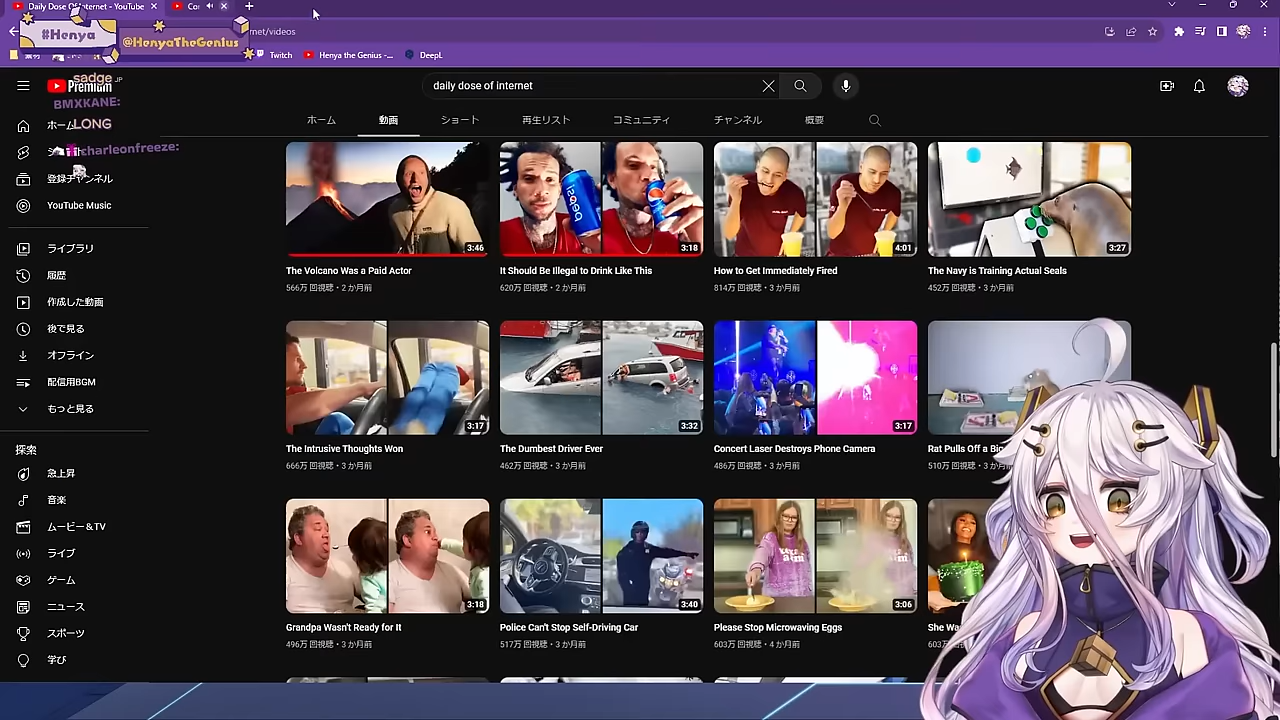 Daily Dose Of Internet - YouTube
Co
#Henya
@HenyaTheGenius
rnet/videos
Twitch
Henya the Genius -...
DeepL
sadge
Premium JP
daily dose of internet
BMXKANE:
LONG
charleonfreeze:
ホーム
登録チャンネル
YouTube Music
ライブラリ
履歴
作成した動画
後で見る
オフライン
配信用BGM
もっと見る
探索
急上昇
音楽
ムービー&TV
ライブ
ゲーム
ニュース
スポーツ
学び
ホーム
動画
ショート
再生リスト
コミュニティ
チャンネル
概要
3:46
3:18
4:01
3:27
The Volcano Was a Paid Actor
It Should Be Illegal to Drink Like This
How to Get Immediately Fired
The Navy is Training Actual Seals
566万 回視聴・2 か月前
620万 回視聴・2 か月前
814万 回視聴・3 か月前
452万 回視聴・3 か月前
3:17
3:32
3:17
The Intrusive Thoughts Won
The Dumbest Driver Ever
Concert Laser Destroys Phone Camera
Rat Pulls Off a Big
666万 回視聴・3 か月前
462万 回視聴・3 か月前
486万 回視聴・3 か月前
510万 回視聴・3 か月前
3:18
3:40
3:06
Grandpa Wasn't Ready for It
Police Can't Stop Self-Driving Car
Please Stop Microwaving Eggs
She Wa
496万 回視聴・3 か月前
517万 回視聴・3 か月前
603万 回視聴・4 か月前
603万